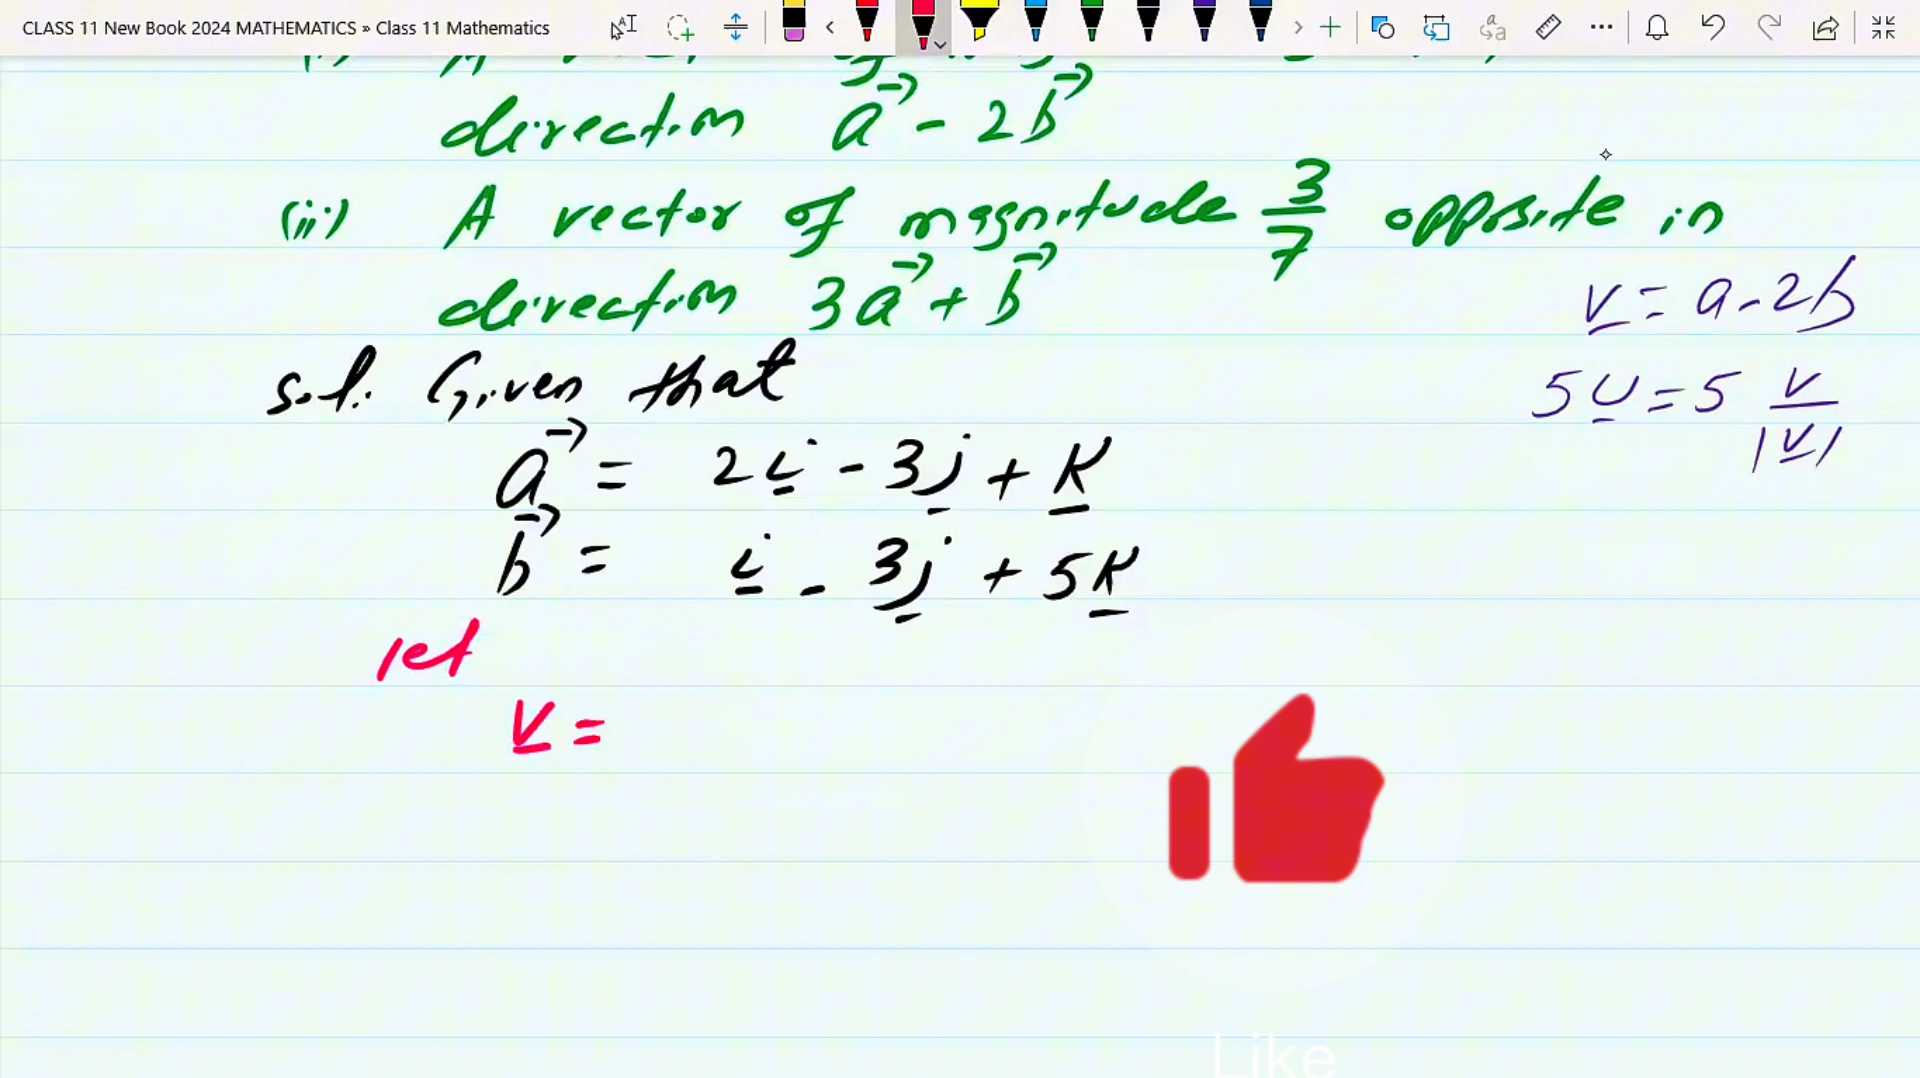 CLASS 11 New Book 2024 MATHEMATICS » Class 11 Mathematics
direction a⃗ - 2b⃗
(ii) A vector of magnitude 3/7 opposite in
direction 3a⃗ + b⃗
v = a - 2b
sol: Given that
5u = 5 v/|v|
a⃗ = 2i - 3j + k
b⃗ = i - 3j + 5k
let
v =
Like